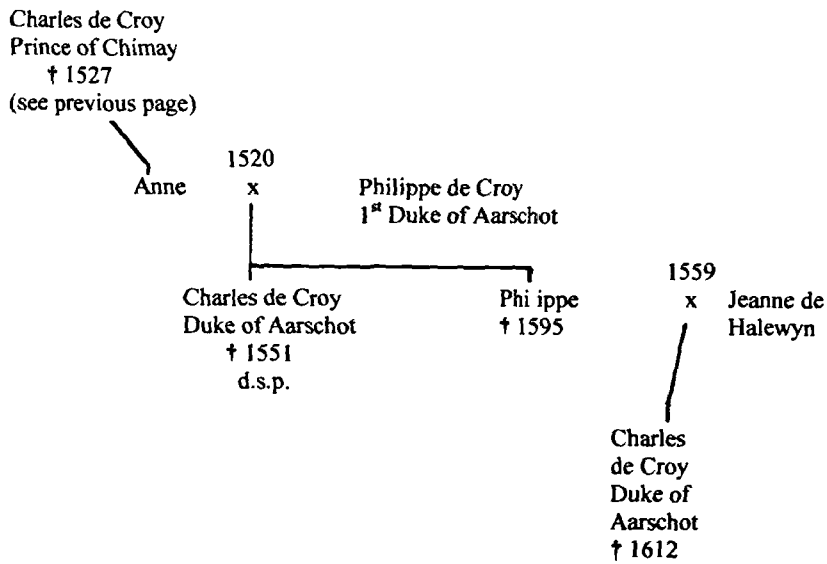 Charles de Croy
Prince of Chimay
† 1527
(see previous page)
1520
Anne x Philippe de Croy
1st Duke of Aarschot
1559
Charles de Croy Phi ippe x Jeanne de
Duke of Aarschot † 1595 Halewyn
† 1551
d.s.p.
Charles
de Croy
Duke of
Aarschot
† 1612